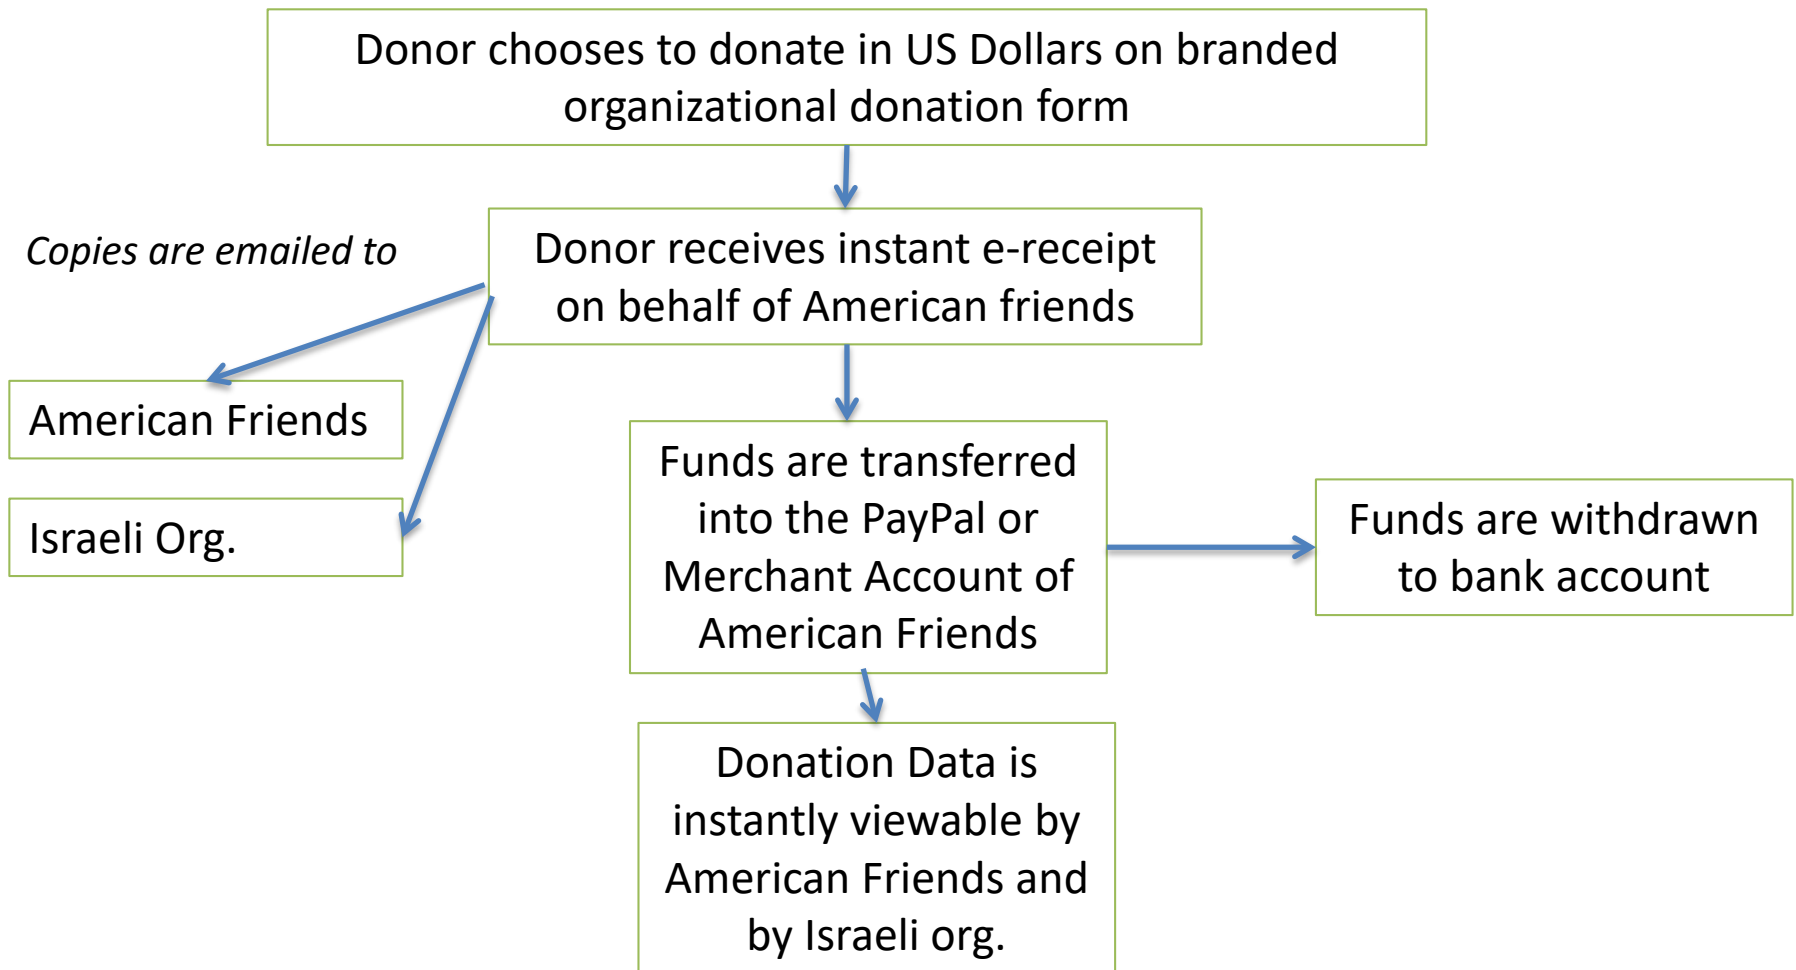 Donor chooses to donate in US Dollars on branded
organizational donation form
Copies are emailed to
Donor receives instant e-receipt
on behalf of American friends
American Friends
Israeli Org.
Funds are transferred
into the PayPal or
Merchant Account of
American Friends
Funds are withdrawn
to bank account
Donation Data is
instantly viewable by
American Friends and
by Israeli org.